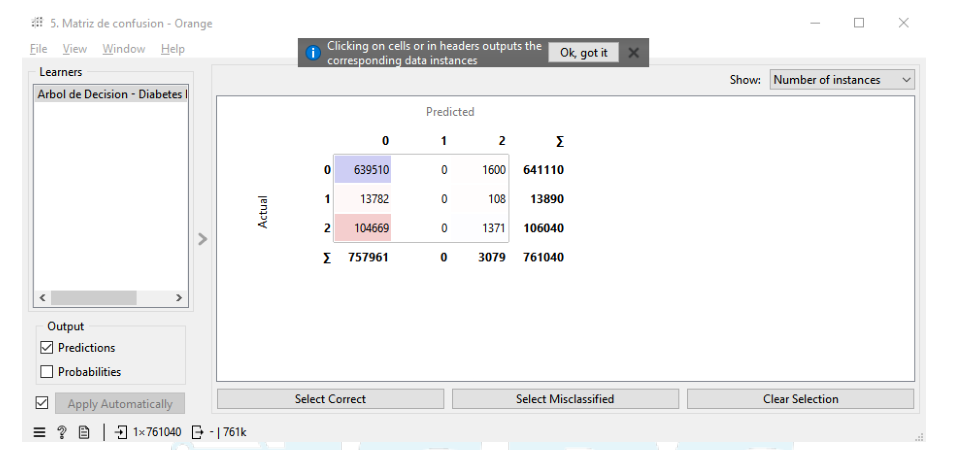 5. Matriz de confusion - Orange
File View Window Help
Clicking on cells or in headers outputs the
corresponding data instances
Ok, got it
Learners
Arbol de Decision - Diabetes
Show: Number of instances
Predicted
0 1 2 Σ
0 639510 0 1600 641110
1 13782 0 108 13890
2 104669 0 1371 106040
Σ 757961 0 3079 761040
Actual
Output
Predictions
Probabilities
Apply Automatically
Select Correct
Select Misclassified
Clear Selection
1×761040 - | 761k